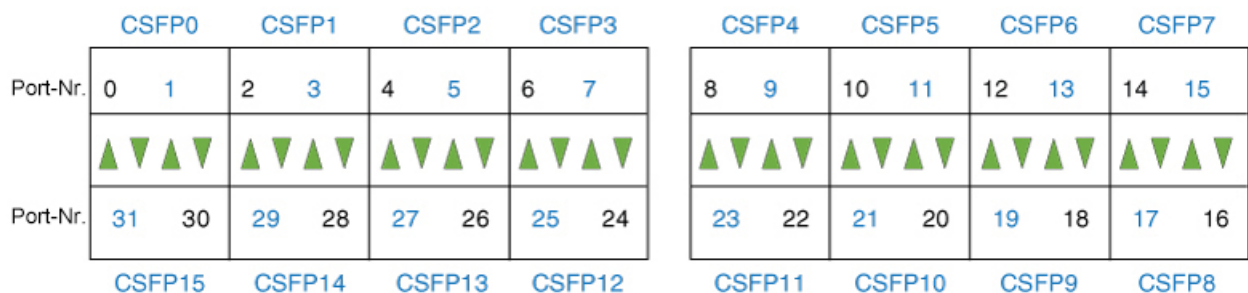 CSFP0 CSFP1 CSFP2 CSFP3 CSFP4 CSFP5 CSFP6 CSFP7
Port-Nr. 0 1 2 3 4 5 6 7 8 9 10 11 12 13 14 15
Port-Nr. 31 30 29 28 27 26 25 24 23 22 21 20 19 18 17 16
CSFP15 CSFP14 CSFP13 CSFP12 CSFP11 CSFP10 CSFP9 CSFP8